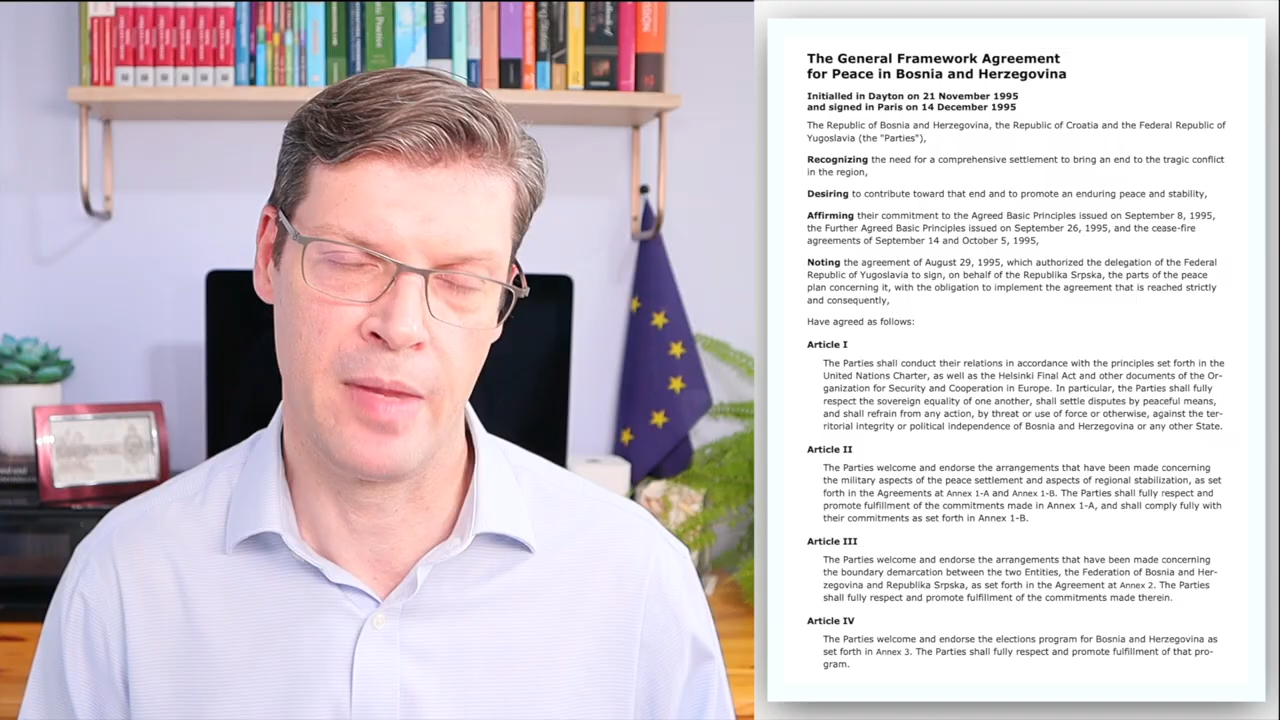 The General Framework Agreement
for Peace in Bosnia and Herzegovina
Initialled in Dayton on 21 November 1995
and signed in Paris on 14 December 1995
The Republic of Bosnia and Herzegovina, the Republic of Croatia and the Federal Republic of
Yugoslavia (the "Parties"),
Recognizing the need for a comprehensive settlement to bring an end to the tragic conflict
in the region,
Desiring to contribute toward that end and to promote an enduring peace and stability,
Affirming their commitment to the Agreed Basic Principles issued on September 8, 1995,
the Further Agreed Basic Principles issued on September 26, 1995, and the cease-fire
agreements of September 14 and October 5, 1995,
Noting the agreement of August 29, 1995, which authorized the delegation of the Federal
Republic of Yugoslavia to sign, on behalf of the Republika Srpska, the parts of the peace
plan concerning it, with the obligation to implement the agreement that is reached strictly
and consequently,
Have agreed as follows:
Article I
The Parties shall conduct their relations in accordance with the principles set forth in the
United Nations Charter, as well as the Helsinki Final Act and other documents of the Or-
ganization for Security and Cooperation in Europe. In particular, the Parties shall fully
respect the sovereign equality of one another, shall settle disputes by peaceful means,
and shall refrain from any action, by threat or use of force or otherwise, against the ter-
ritorial integrity or political independence of Bosnia and Herzegovina or any other State.
Article II
The Parties welcome and endorse the arrangements that have been made concerning
the military aspects of the peace settlement and aspects of regional stabilization, as set
forth in the Agreements at Annex 1-A and Annex 1-B. The Parties shall fully respect and
promote fulfillment of the commitments made in Annex 1-A, and shall comply fully with
their commitments as set forth in Annex 1-B.
Article III
The Parties welcome and endorse the arrangements that have been made concerning
the boundary demarcation between the two Entities, the Federation of Bosnia and Her-
zegovina and Republika Srpska, as set forth in the Agreement at Annex 2. The Parties
shall fully respect and promote fulfillment of the commitments made therein.
Article IV
The Parties welcome and endorse the elections program for Bosnia and Herzegovina as
set forth in Annex 3. The Parties shall fully respect and promote fulfillment of that pro-
gram.